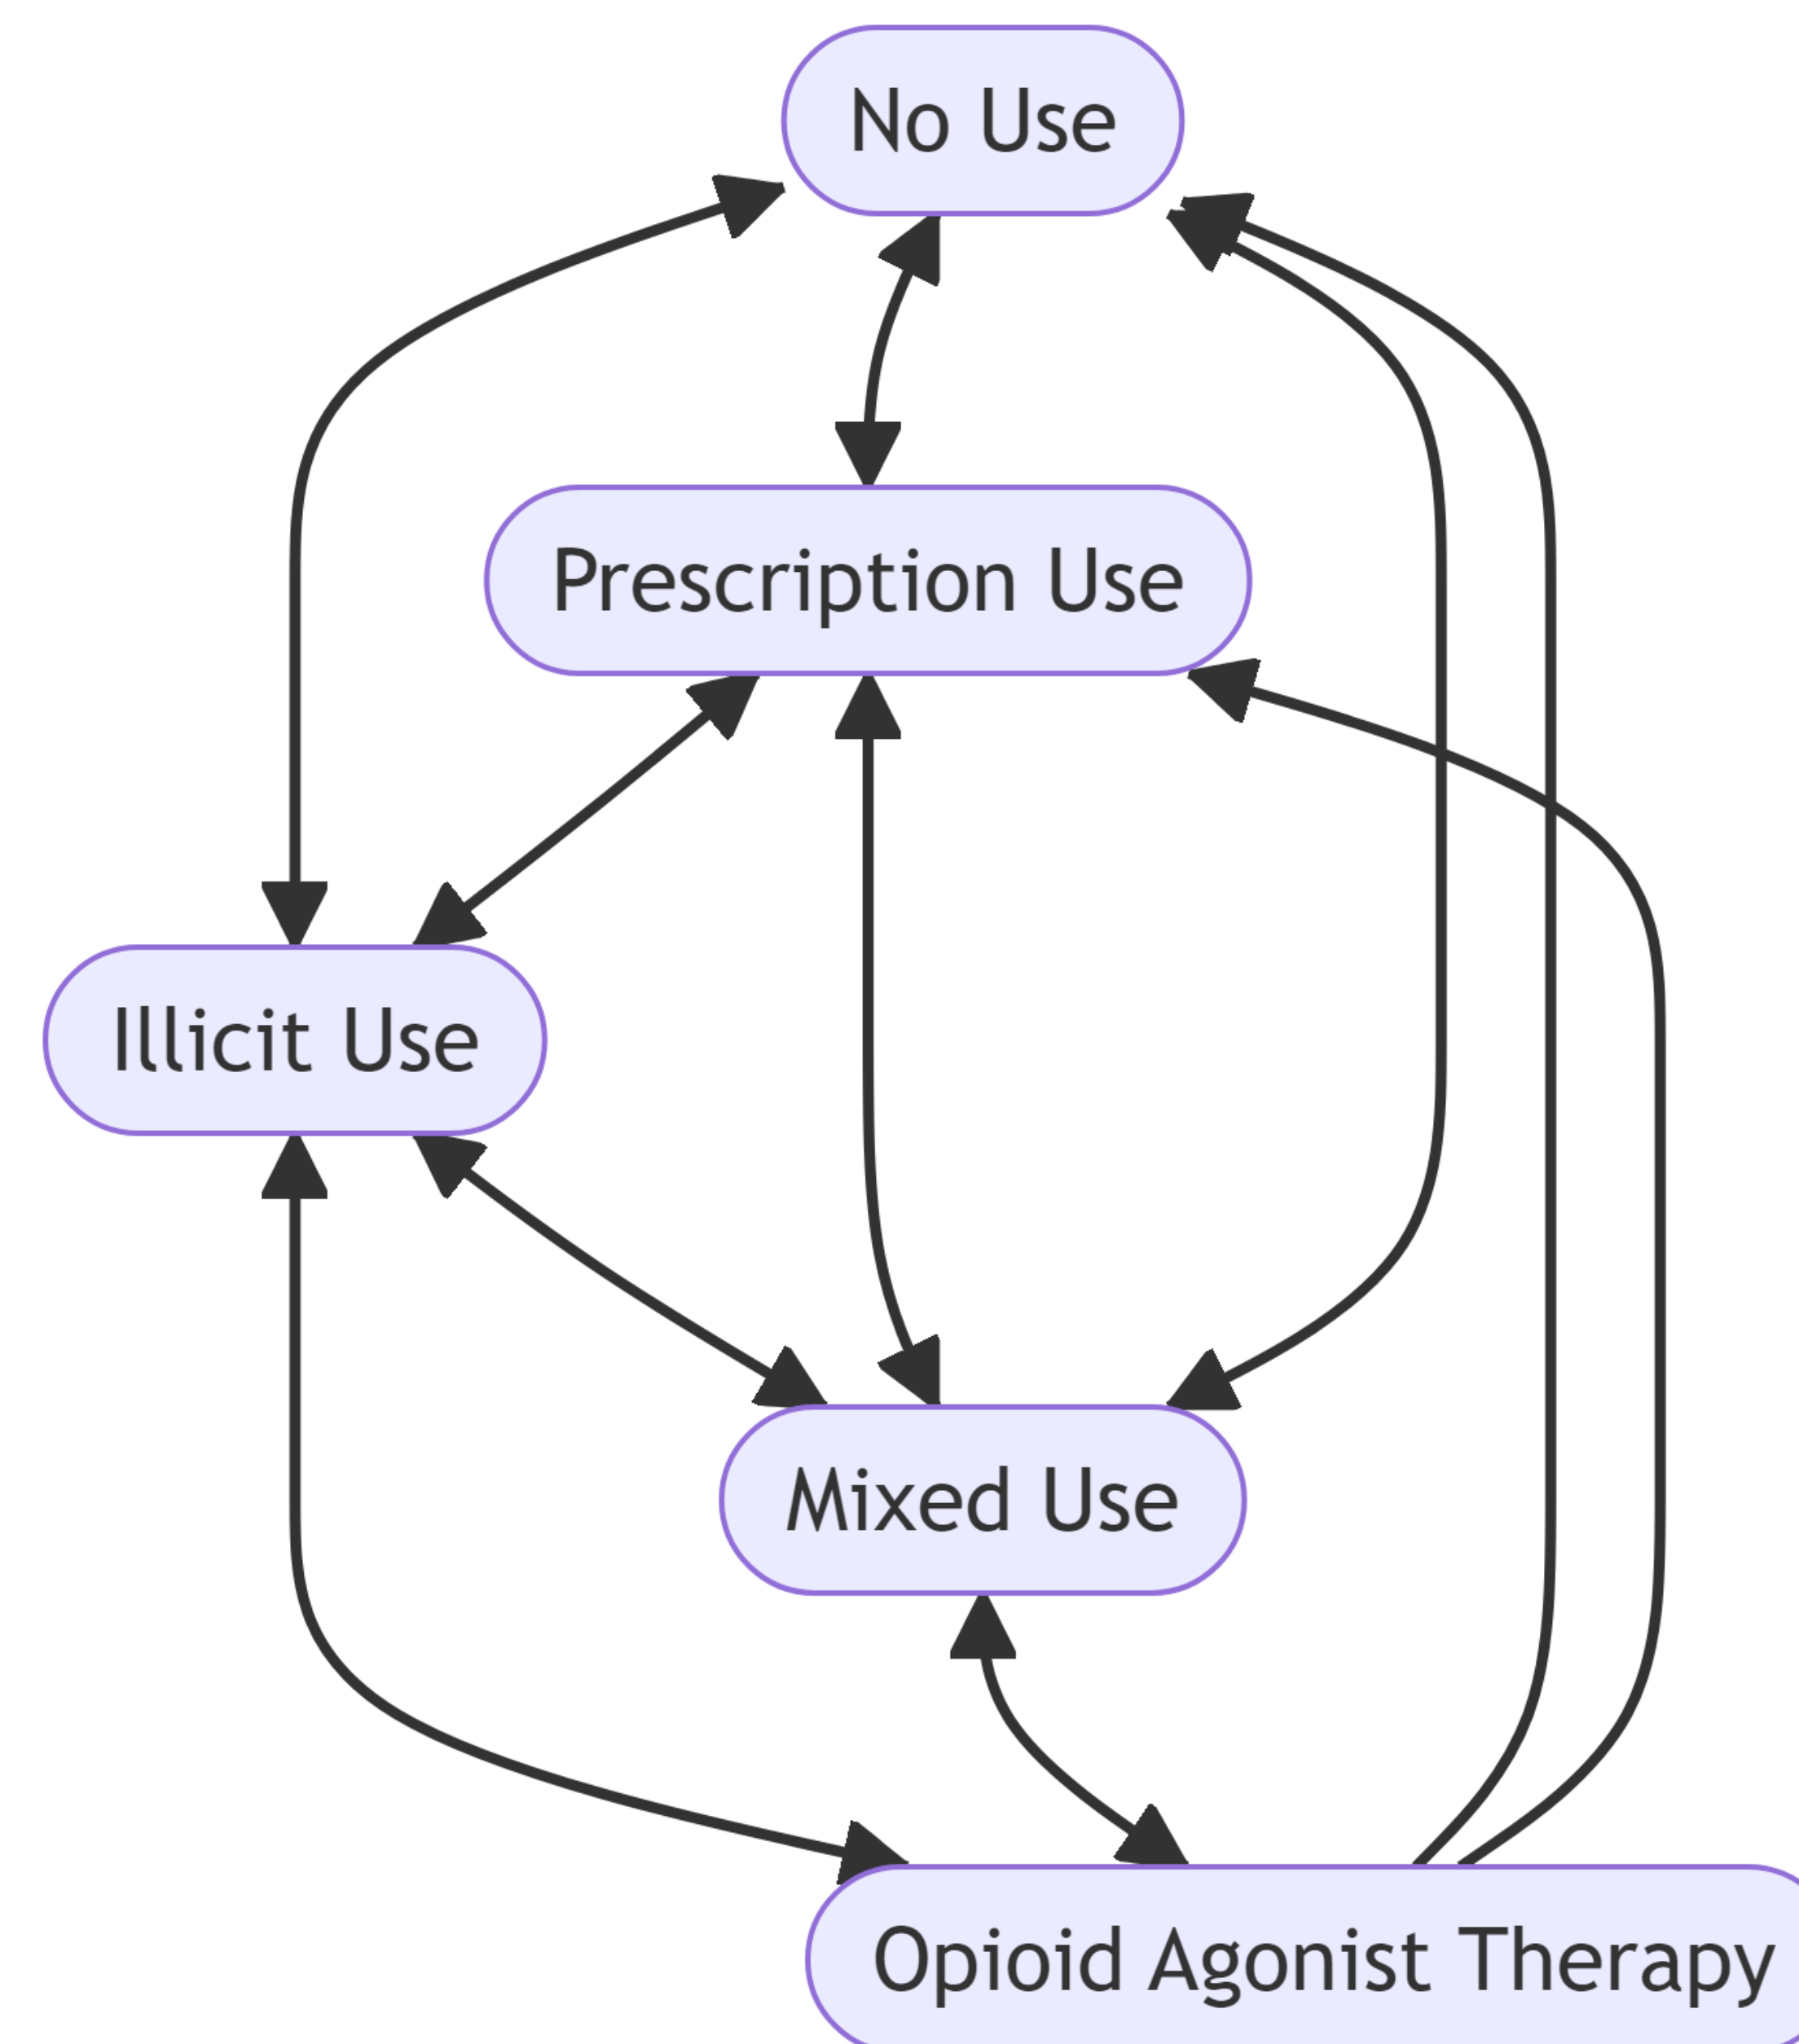 No Use
Prescription Use
Illicit Use
Mixed Use
Opioid Agonist Therapy